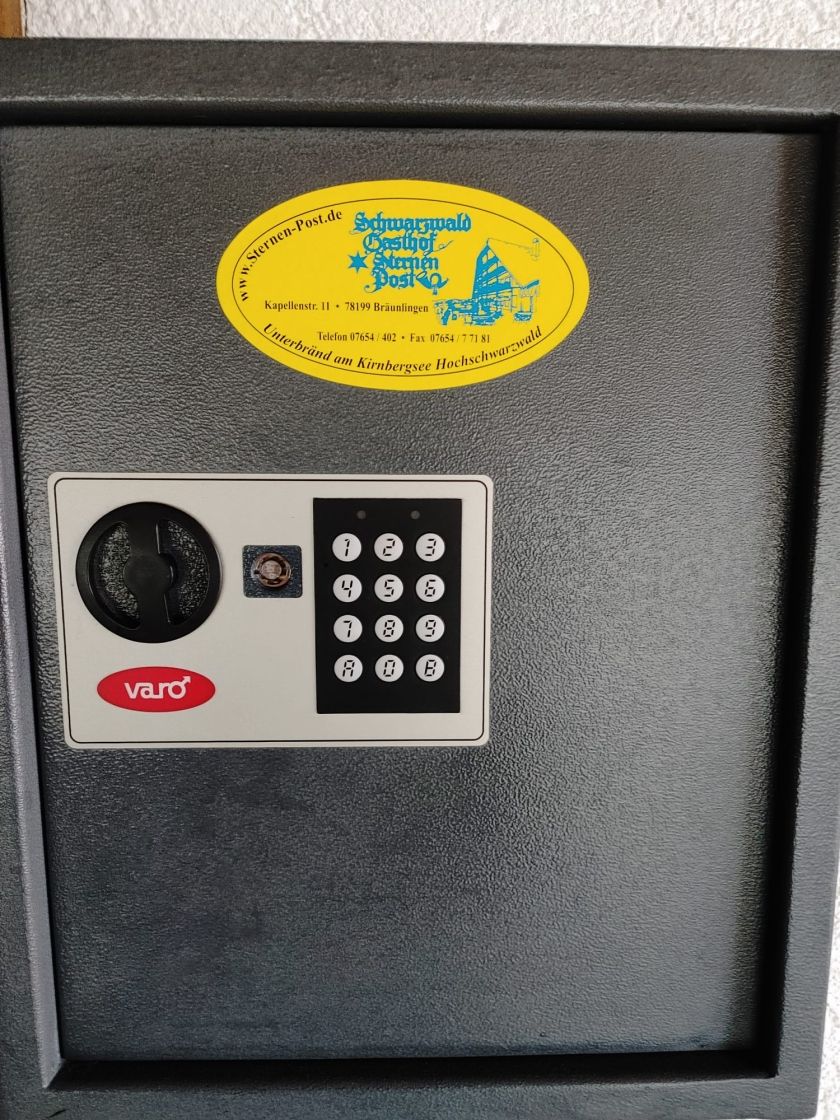 www.Sternen-Post.de
Schwarzwald
Gasthof
Sternen
Post
Kapellenstr. 11 • 78199 Bräunlingen
Telefon 07654 / 402 • Fax 07654 / 7 71 81
Unterbränd am Kirnbergsee Hochschwarzwald
1 2 3
4 5 6
7 8 9
A 0 B
varo